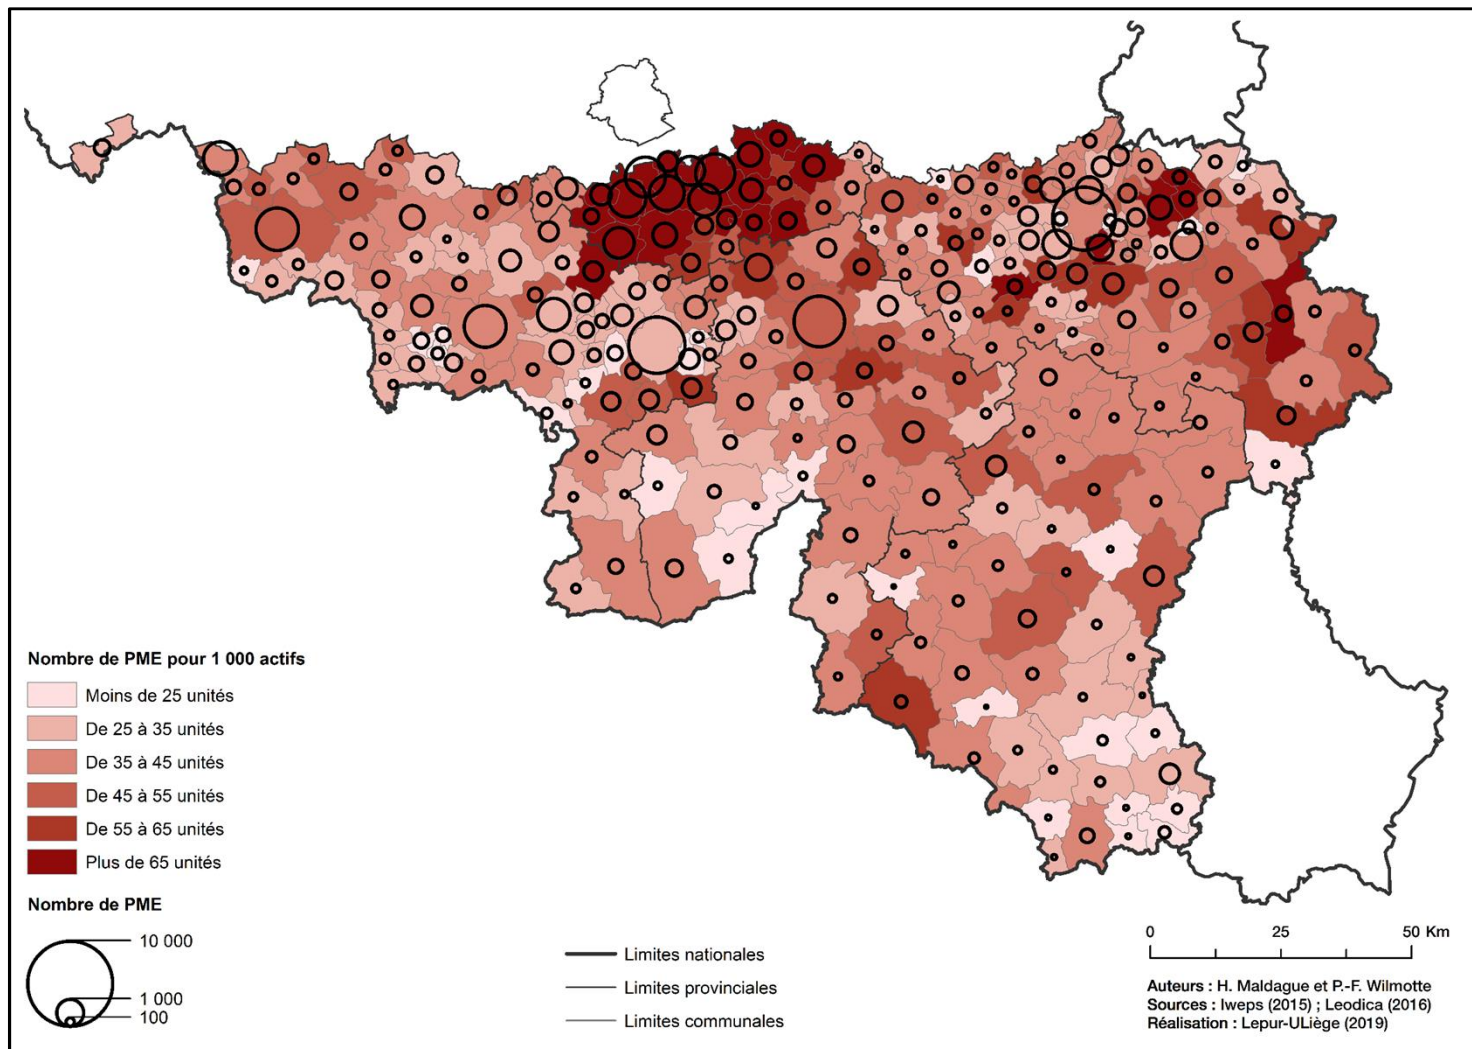 Nombre de PME pour 1 000 actifs
Moins de 25 unités
De 25 à 35 unités
De 35 à 45 unités
De 45 à 55 unités
De 55 à 65 unités
Plus de 65 unités
Nombre de PME
10 000
1 000
100
Limites nationales
Limites provinciales
Limites communales
0 25 50 Km
Auteurs : H. Maldague et P.-F. Wilmotte
Sources : Iweps (2015) ; Leodica (2016)
Réalisation : Lepur-ULiège (2019)